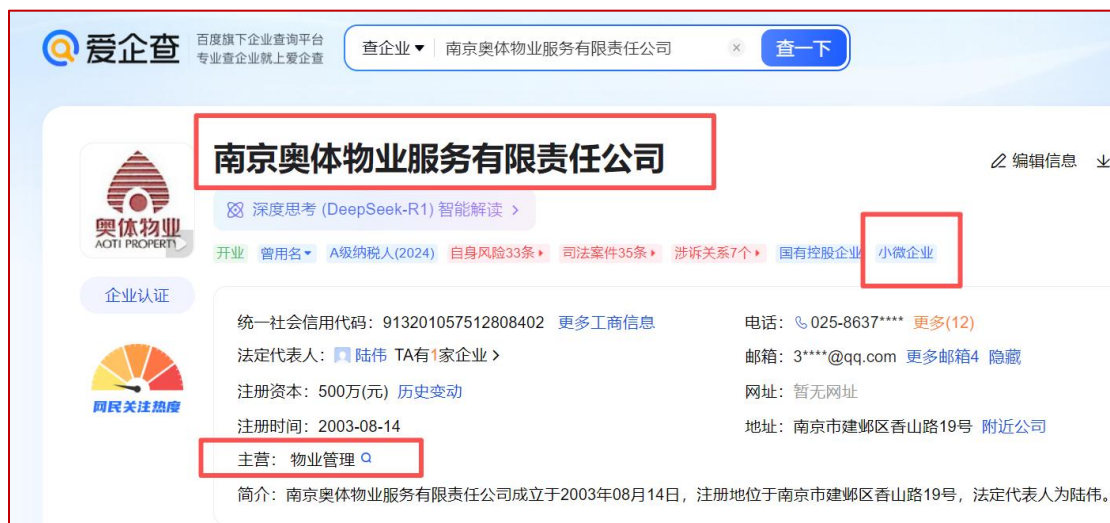 爱企查
百度旗下企业查询平台
专业查企业就上爱企查
查企业 南京奥体物业服务有限责任公司 × 查一下
南京奥体物业服务有限责任公司
编辑信息
深度思考 (DeepSeek-R1) 智能解读 >
奥体物业
AOTI PROPERTY
开业 曾用名 A级纳税人(2024) 自身风险33条 司法案件35条 涉诉关系7个 国有控股企业 小微企业
企业认证
统一社会信用代码：913201057512808402 更多工商信息
电话：025-8637**** 更多(12)
法定代表人：陆伟 TA有1家企业 >
邮箱：3****@qq.com 更多邮箱4 隐藏
注册资本：500万(元) 历史变动
网址：暂无网址
网民关注热度
注册时间：2003-08-14
地址：南京市建邺区香山路19号 附近公司
主营：物业管理
简介：南京奥体物业服务有限责任公司成立于2003年08月14日，注册地位于南京市建邺区香山路19号，法定代表人为陆伟。